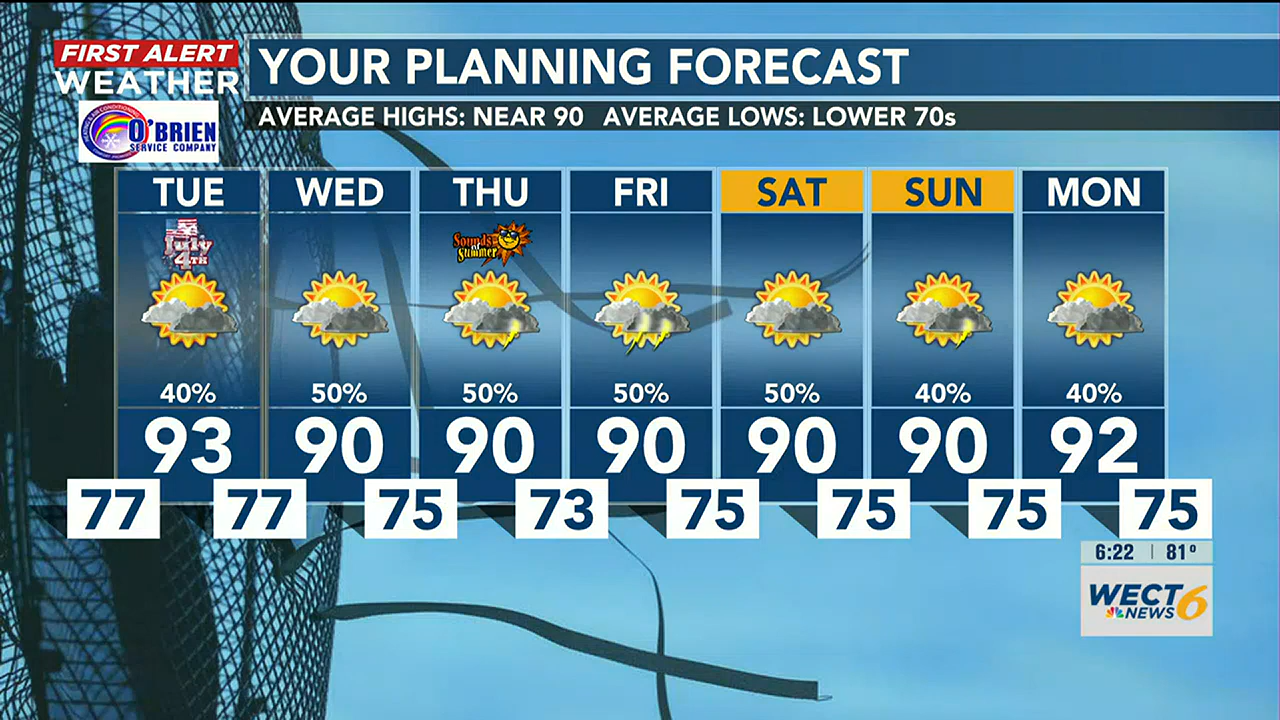 FIRST ALERT
WEATHER
YOUR PLANNING FORECAST
AVERAGE HIGHS: NEAR 90 AVERAGE LOWS: LOWER 70s
O'BRIEN
SERVICE COMPANY
TUE WED THU FRI SAT SUN MON
July
4TH
Sounds
of
Summer
40% 50% 50% 50% 50% 40% 40%
93 90 90 90 90 90 92
77 77 75 73 75 75 75 75
6:22 | 81°
WECT 6
NEWS